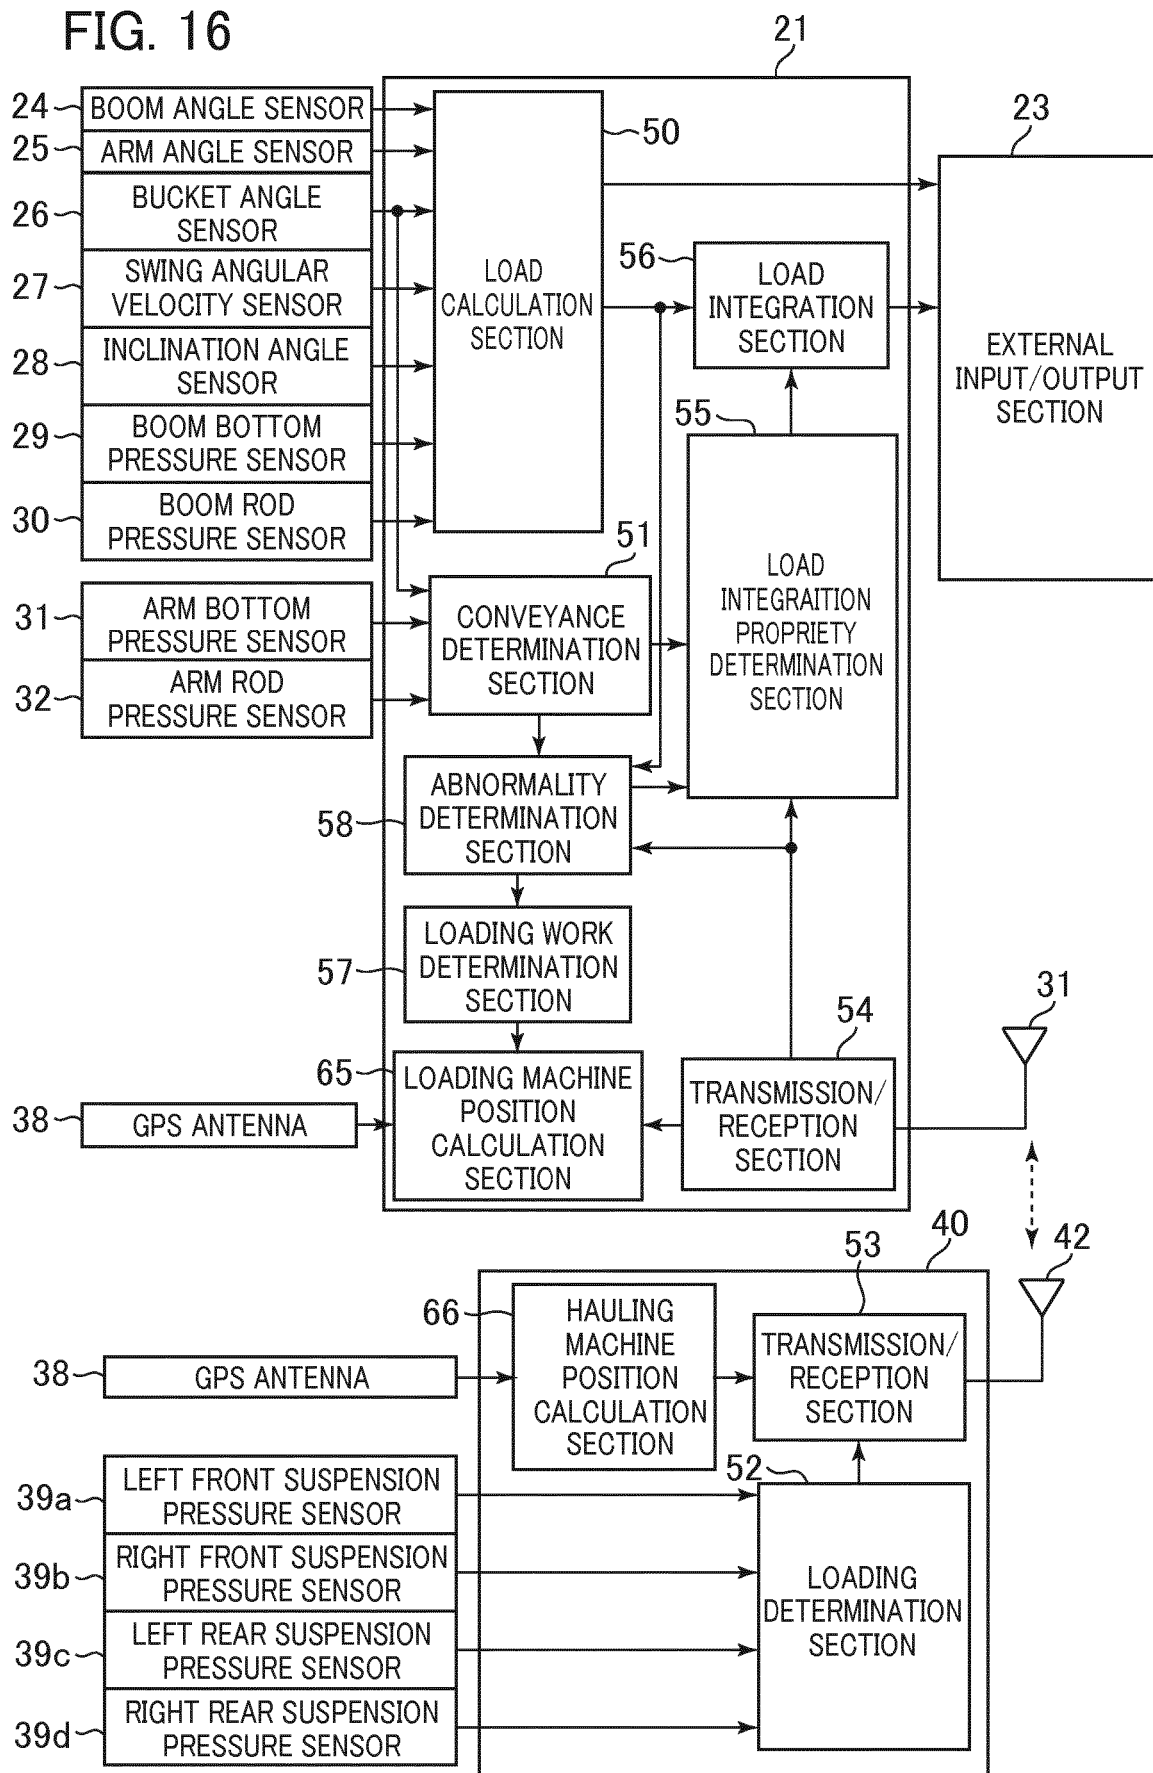 FIG. 16
21
24
BOOM ANGLE SENSOR
25
ARM ANGLE SENSOR
26
BUCKET ANGLE
SENSOR
27
SWING ANGULAR
VELOCITY SENSOR
28
INCLINATION ANGLE
SENSOR
29
BOOM BOTTOM
PRESSURE SENSOR
30
BOOM ROD
PRESSURE SENSOR
31
ARM BOTTOM
PRESSURE SENSOR
32
ARM ROD
PRESSURE SENSOR
50
LOAD
CALCULATION
SECTION
23
EXTERNAL
INPUT/OUTPUT
SECTION
56
LOAD
INTEGRATION
SECTION
55
LOAD
INTEGRAITION
PROPRIETY
DETERMINATION
SECTION
51
CONVEYANCE
DETERMINATION
SECTION
58
ABNORMALITY
DETERMINATION
SECTION
57
LOADING WORK
DETERMINATION
SECTION
65
LOADING MACHINE
POSITION
CALCULATION
SECTION
54
TRANSMISSION/
RECEPTION
SECTION
31
38
GPS ANTENNA
40
42
53
TRANSMISSION/
RECEPTION
SECTION
66
HAULING
MACHINE
POSITION
CALCULATION
SECTION
38
GPS ANTENNA
52
LOADING
DETERMINATION
SECTION
39a
LEFT FRONT SUSPENSION
PRESSURE SENSOR
39b
RIGHT FRONT SUSPENSION
PRESSURE SENSOR
39c
LEFT REAR SUSPENSION
PRESSURE SENSOR
39d
RIGHT REAR SUSPENSION
PRESSURE SENSOR